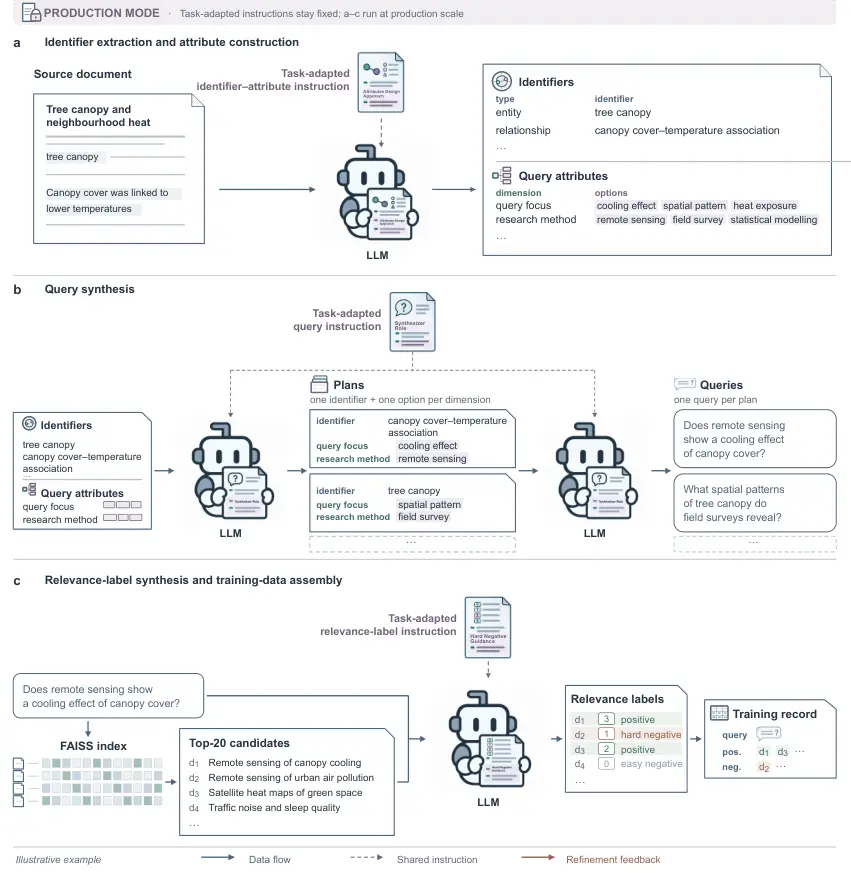 PRODUCTION MODE · Task-adapted instructions stay fixed; a–c run at production scale
a Identifier extraction and attribute construction
Source document
Task-adapted
identifier–attribute instruction
Attributes Design
Approach
Tree canopy and
neighbourhood heat
tree canopy
Canopy cover was linked to
lower temperatures
LLM
Identifiers
type identifier
entity tree canopy
relationship canopy cover–temperature association
...
Query attributes
dimension options
query focus cooling effect spatial pattern heat exposure
research method remote sensing field survey statistical modelling
...
b Query synthesis
Task-adapted
query instruction
Synthesizer
Role
Identifiers
tree canopy
canopy cover–temperature
association
...
Query attributes
query focus
research method
LLM
Plans
one identifier + one option per dimension
identifier canopy cover–temperature
association
query focus cooling effect
research method remote sensing
identifier tree canopy
query focus spatial pattern
research method field survey
...
LLM
Queries
one query per plan
Does remote sensing
show a cooling effect
of canopy cover?
What spatial patterns
of tree canopy do
field surveys reveal?
...
c Relevance-label synthesis and training-data assembly
Task-adapted
relevance-label instruction
Hard Negative
Guidance
Does remote sensing show
a cooling effect of canopy cover?
FAISS index
Top-20 candidates
d1 Remote sensing of canopy cooling
d2 Remote sensing of urban air pollution
d3 Satellite heat maps of green space
d4 Traffic noise and sleep quality
...
LLM
Relevance labels
d1 3 positive
d2 1 hard negative
d3 2 positive
d4 0 easy negative
...
Training record
query
pos. d1 d3 ...
neg. d2 ...
Illustrative example Data flow Shared instruction Refinement feedback